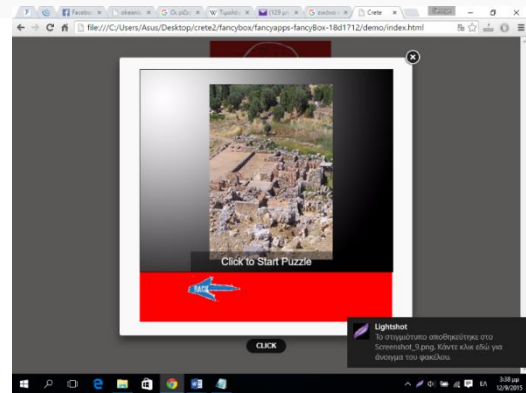 Facebo
Crete
file:///C:/Users/Asus/Desktop/crete2/fancybox/fancyapps-fancyBox-18d1712/demo/index.html
Click to Start Puzzle
BACK
CLICK
Lightshot
Το στιγμιότυπο αποθηκεύτηκε στο
Screenshot_9.png. Κάντε κλικ εδώ για
άνοιγμα του φακέλου.
ΕΛ
3:38 μμ
12/9/2015